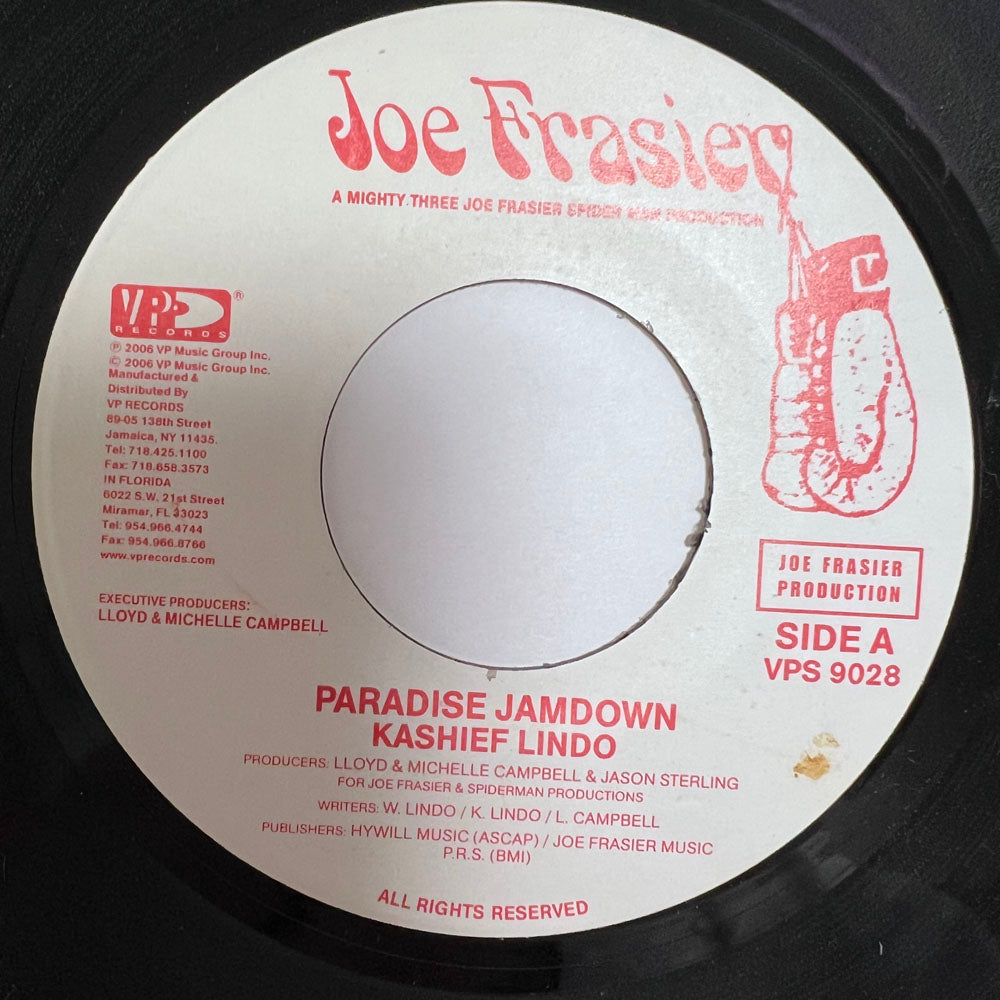 Joe Frasier
A MIGHTY THREE JOE FRASIER SPIDER MAN PRODUCTION
VP
RECORDS
®
℗ 2006 VP Music Group Inc.
© 2006 VP Music Group Inc.
Manufactured &
Distributed By
VP RECORDS
89-05 138th Street
Jamaica, NY 11435.
Tel: 718.425.1100
Fax: 718.658.3573
IN FLORIDA
6022 S.W. 21st Street
Miramar, FL 33023
Tel: 954.966.4744
Fax: 954.966.8766
www.vprecords.com
EXECUTIVE PRODUCERS:
LLOYD & MICHELLE CAMPBELL
JOE FRASIER
PRODUCTION
SIDE A
VPS 9028
PARADISE JAMDOWN
KASHIEF LINDO
PRODUCERS: LLOYD & MICHELLE CAMPBELL & JASON STERLING
FOR JOE FRASIER & SPIDERMAN PRODUCTIONS
WRITERS: W. LINDO / K. LINDO / L. CAMPBELL
PUBLISHERS: HYWILL MUSIC (ASCAP) / JOE FRASIER MUSIC
P.R.S. (BMI)
ALL RIGHTS RESERVED